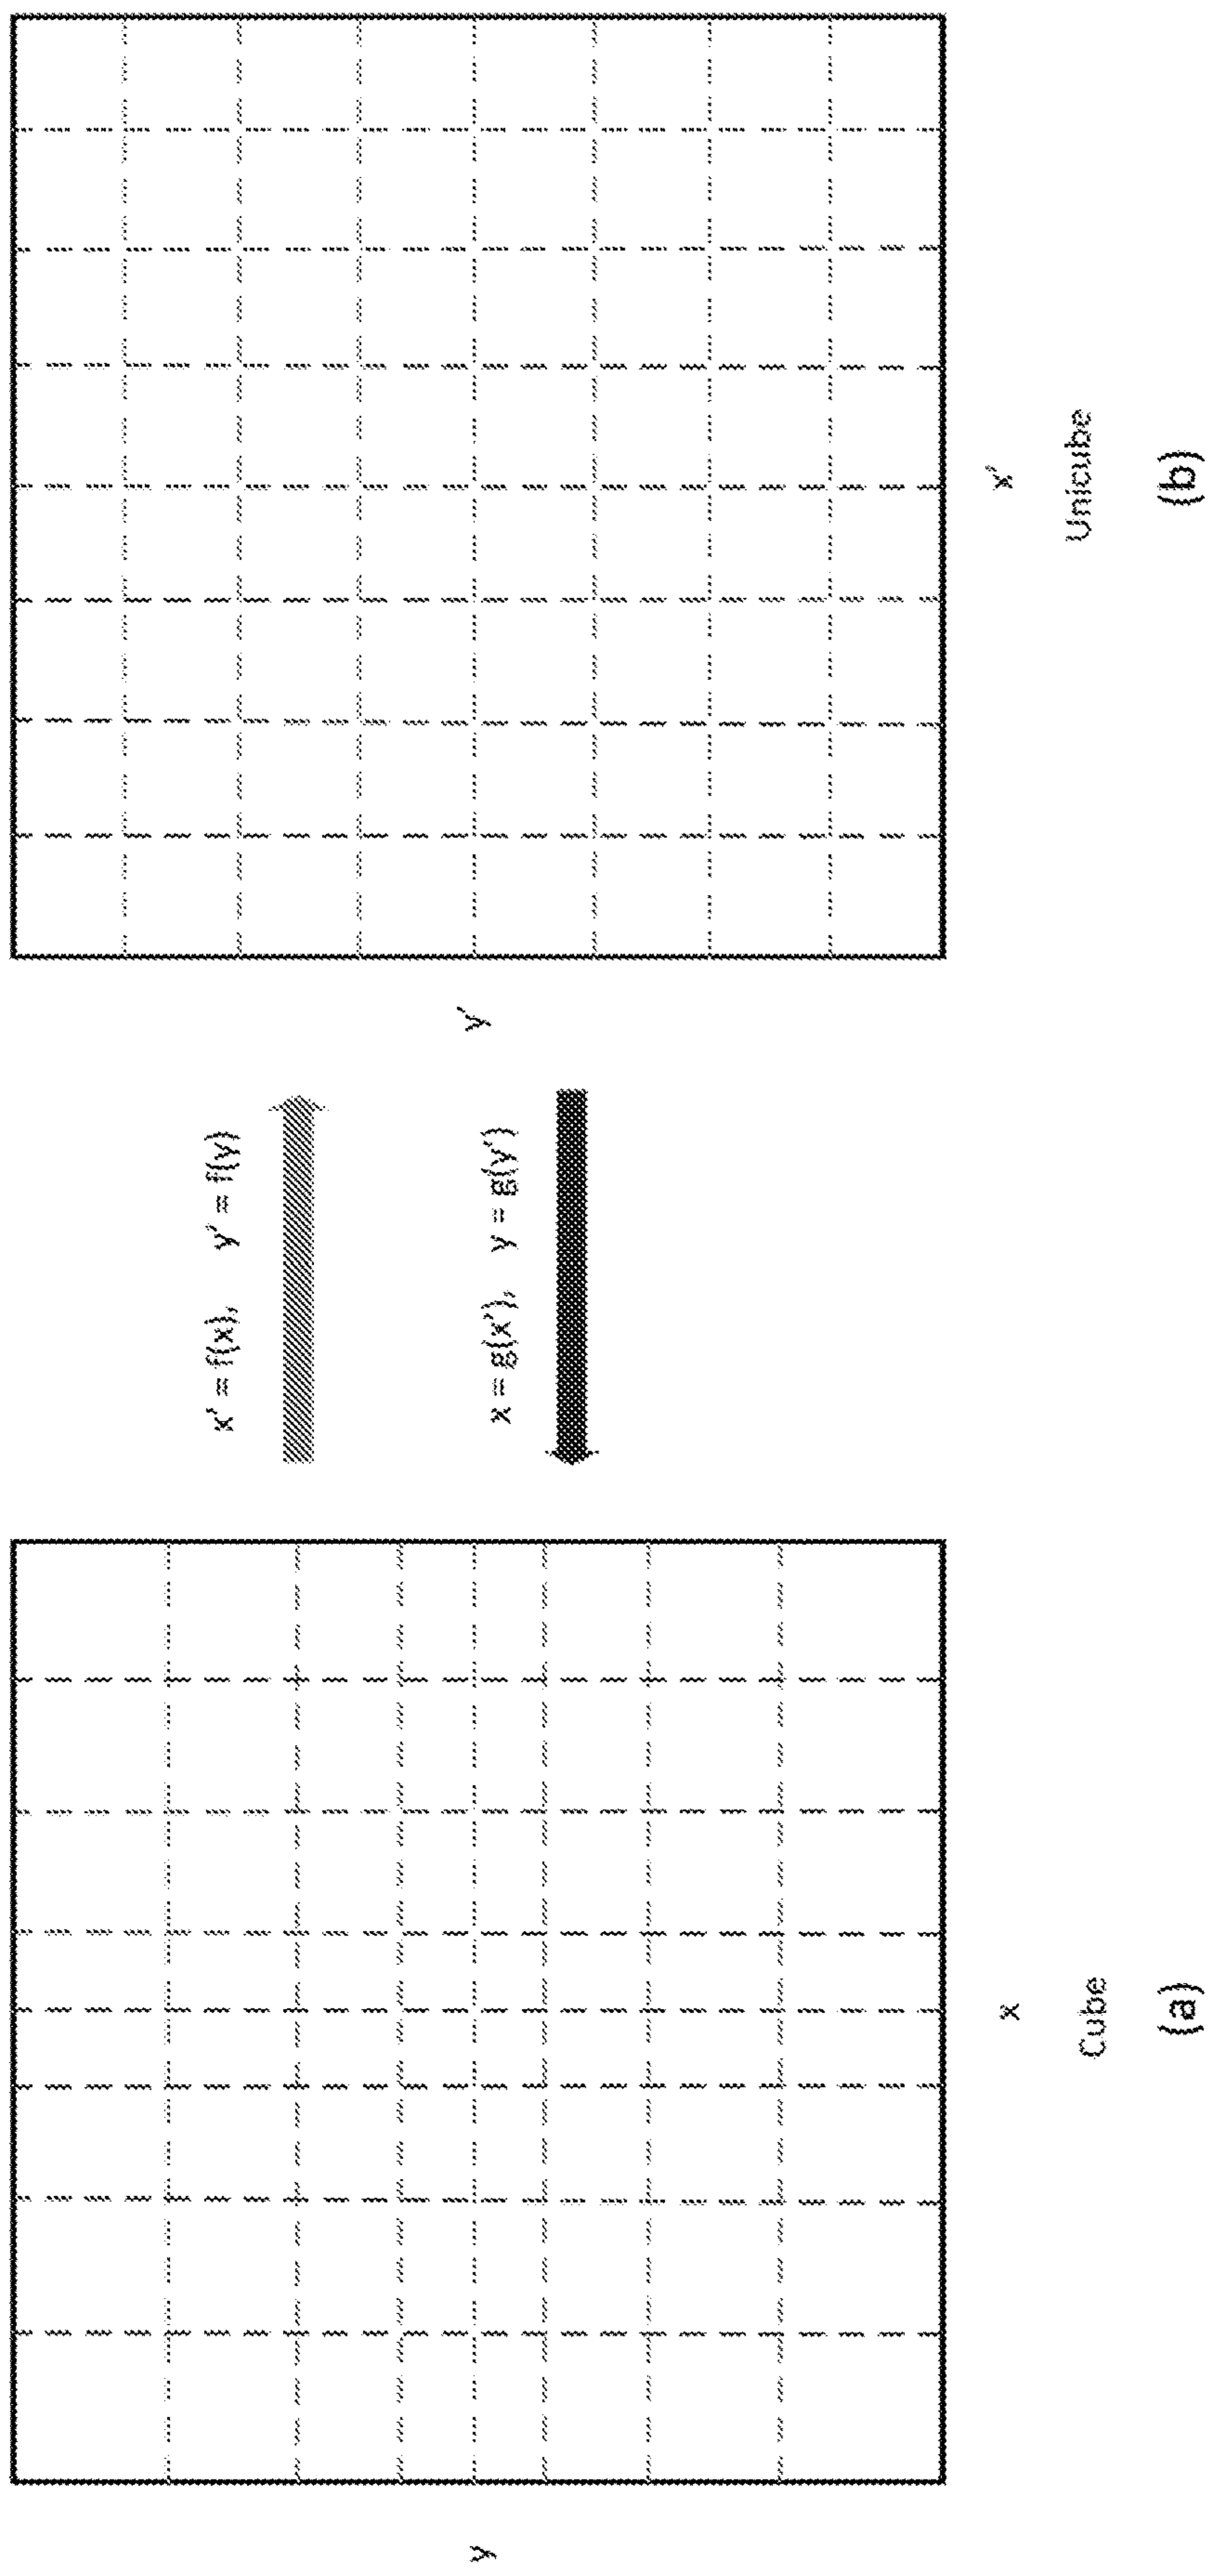 y
x' = f(x), y' = f(y)
x = g(x'), y = g(y')
y'
x
x'
Cube
Unicube
(a)
(b)